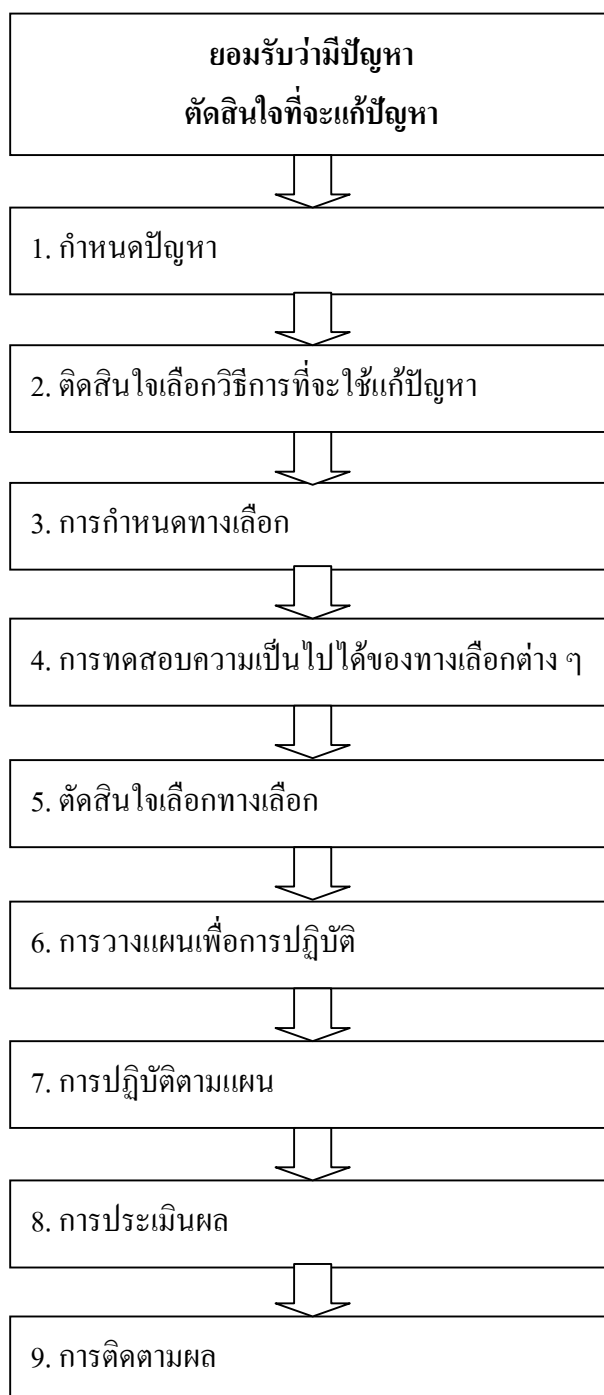 ยอมรับว่ามีปัญหา
ตัดสินใจที่จะแก้ปัญหา
1. กำหนดปัญหา
2. ติดสินใจเลือกวิธีการที่จะใช้แก้ปัญหา
3. การกำหนดทางเลือก
4. การทดสอบความเป็นไปได้ของทางเลือกต่าง ๆ
5. ตัดสินใจเลือกทางเลือก
6. การวางแผนเพื่อการปฏิบัติ
7. การปฏิบัติตามแผน
8. การประเมินผล
9. การติดตามผล